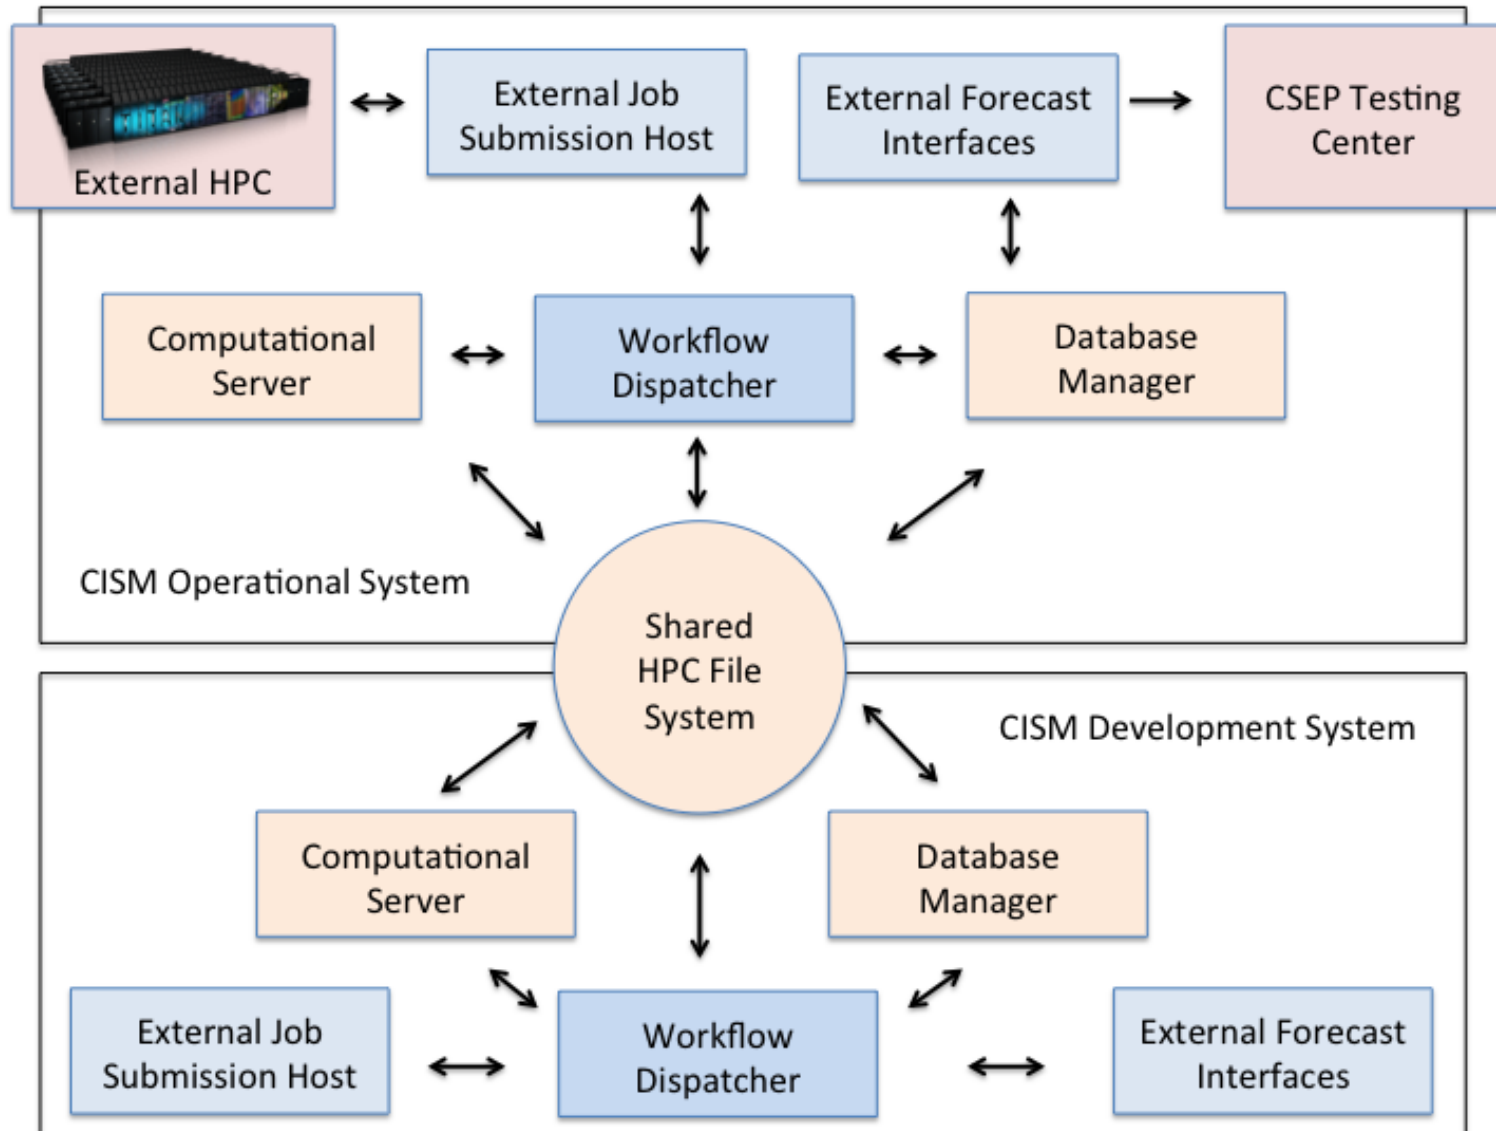 External HPC
External Job
Submission Host
External Forecast
Interfaces
CSEP Testing
Center
Computational
Server
Workflow
Dispatcher
Database
Manager
CISM Operational System
Shared
HPC File
System
CISM Development System
Computational
Server
Database
Manager
External Job
Submission Host
Workflow
Dispatcher
External Forecast
Interfaces